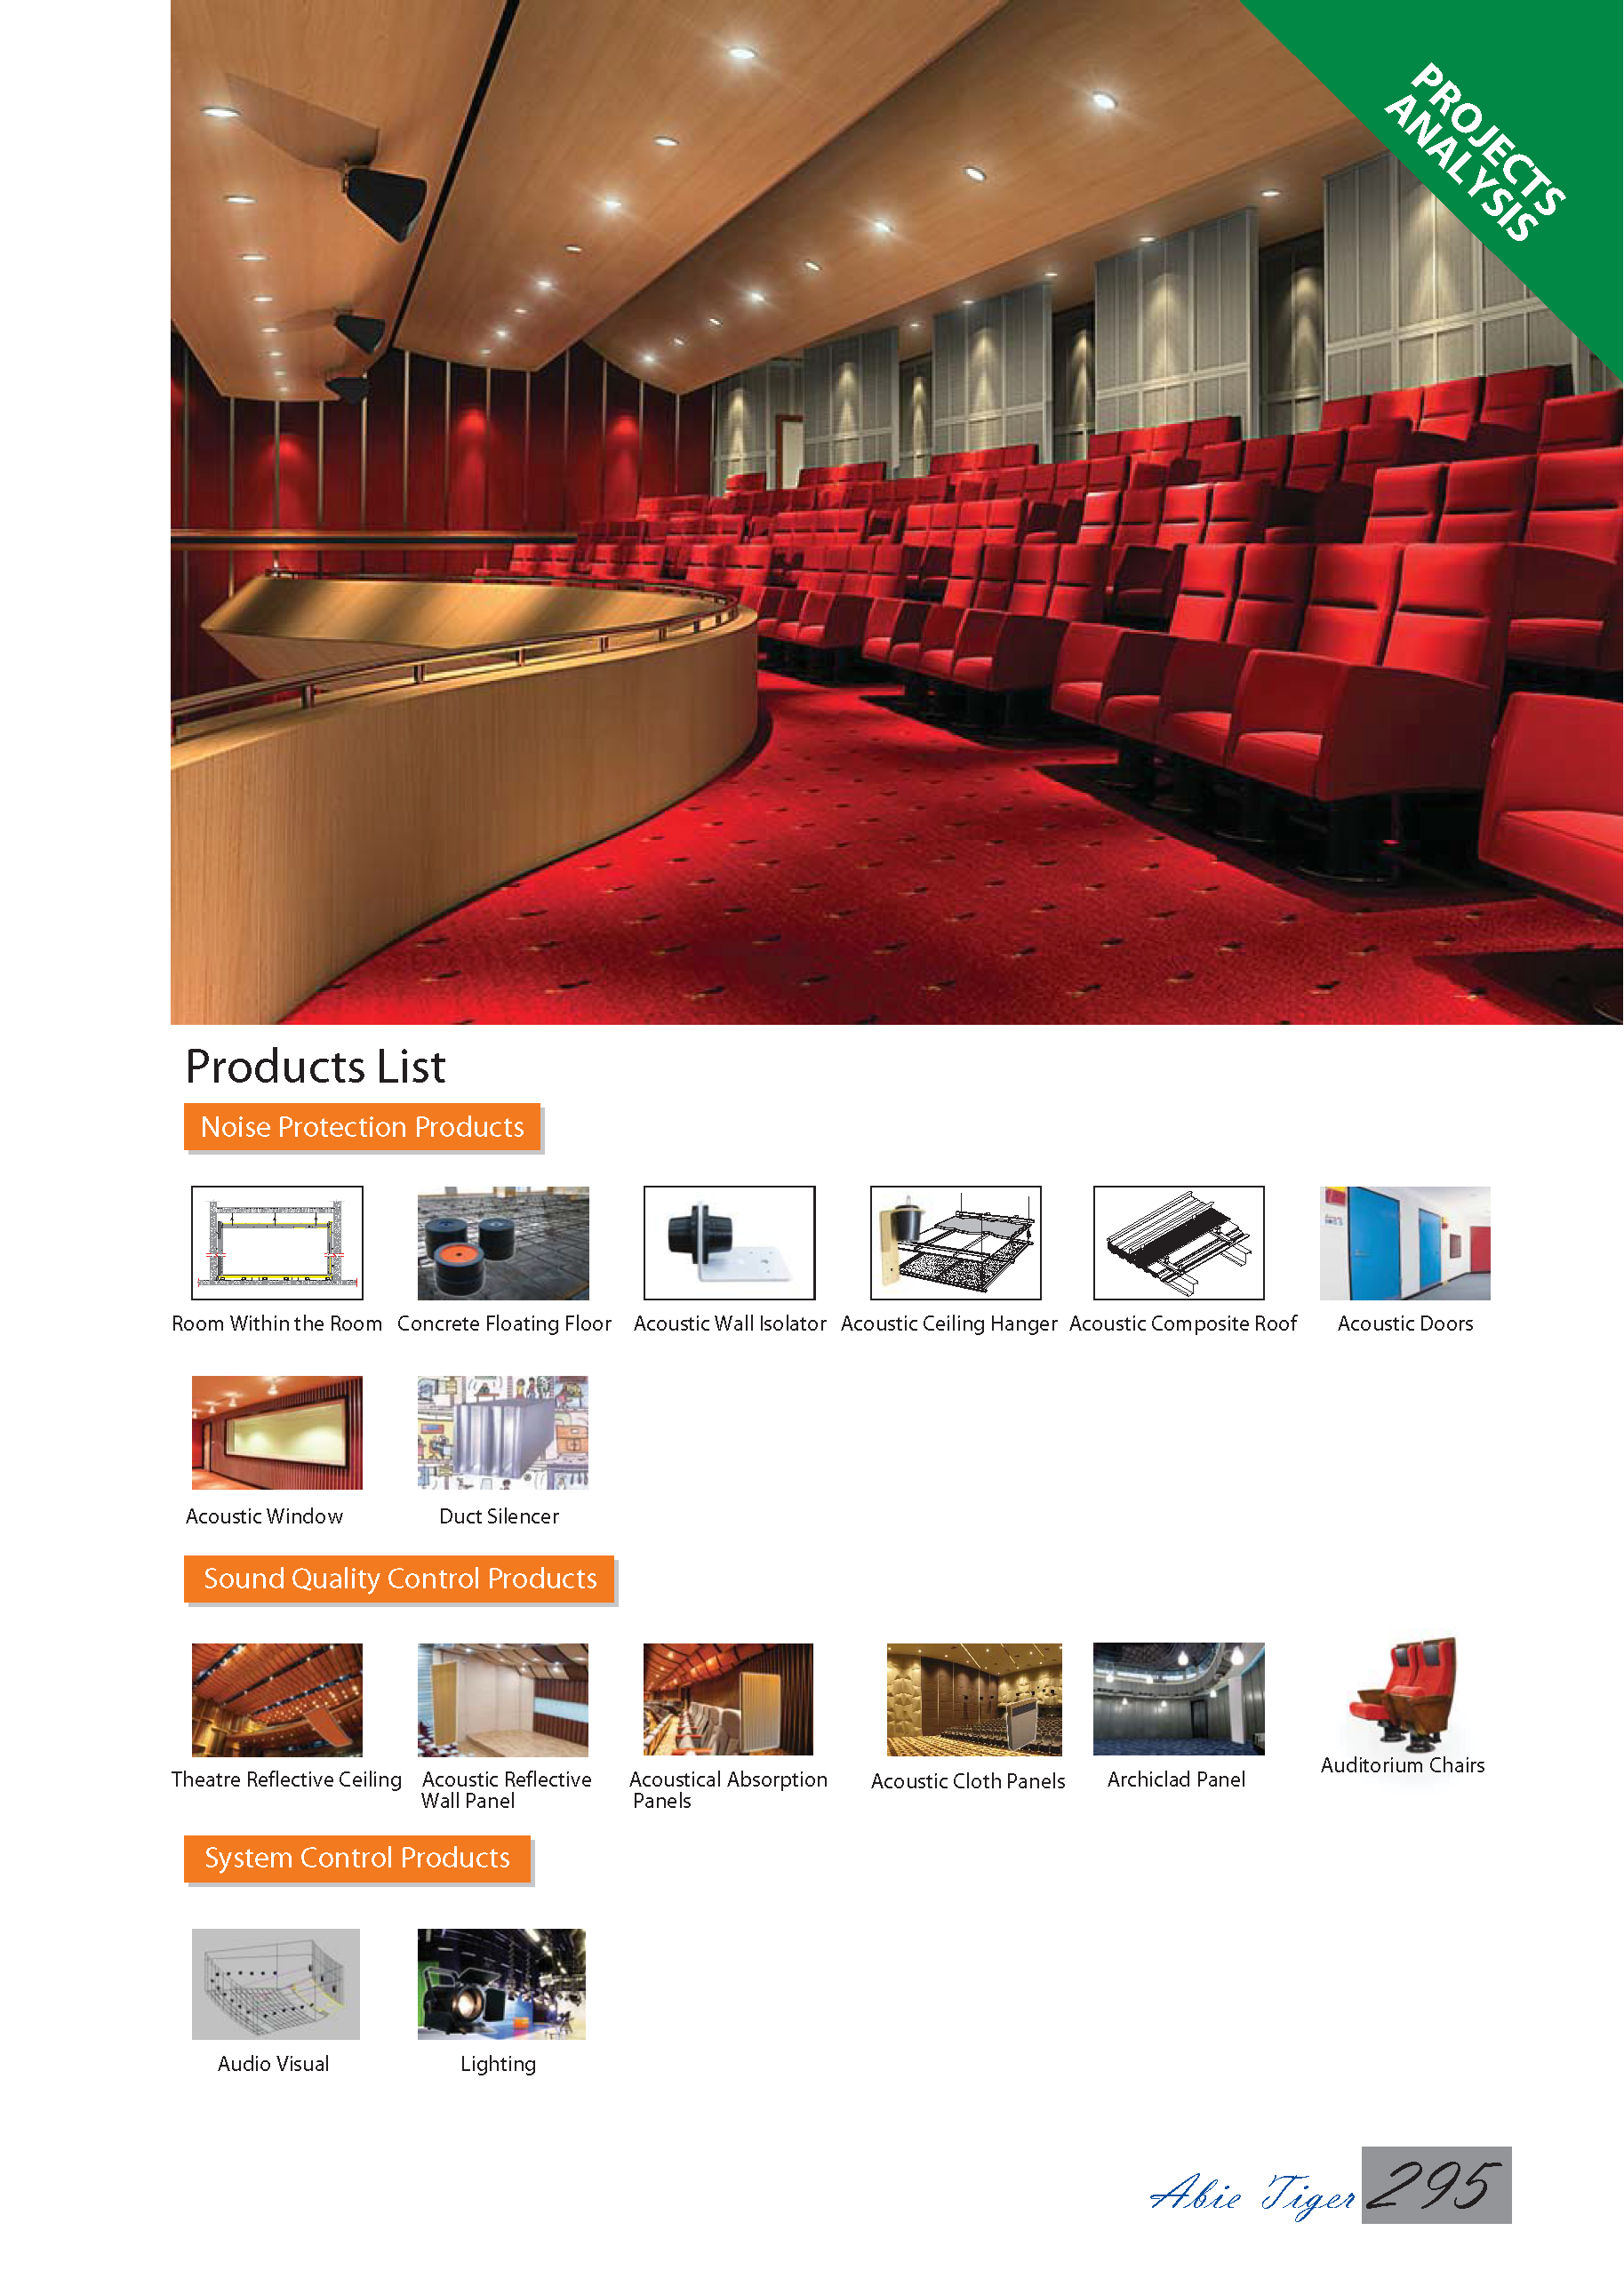 PROJECTS
ANALYSIS
Products List
Noise Protection Products
Room Within the Room
Concrete Floating Floor
Acoustic Wall Isolator
Acoustic Ceiling Hanger
Acoustic Composite Roof
Acoustic Doors
Acoustic Window
Duct Silencer
Sound Quality Control Products
Theatre Reflective Ceiling
Acoustic Reflective
Wall Panel
Acoustical Absorption
Panels
Acoustic Cloth Panels
Archiclad Panel
Auditorium Chairs
System Control Products
Audio Visual
Lighting
Abie Tiger 295